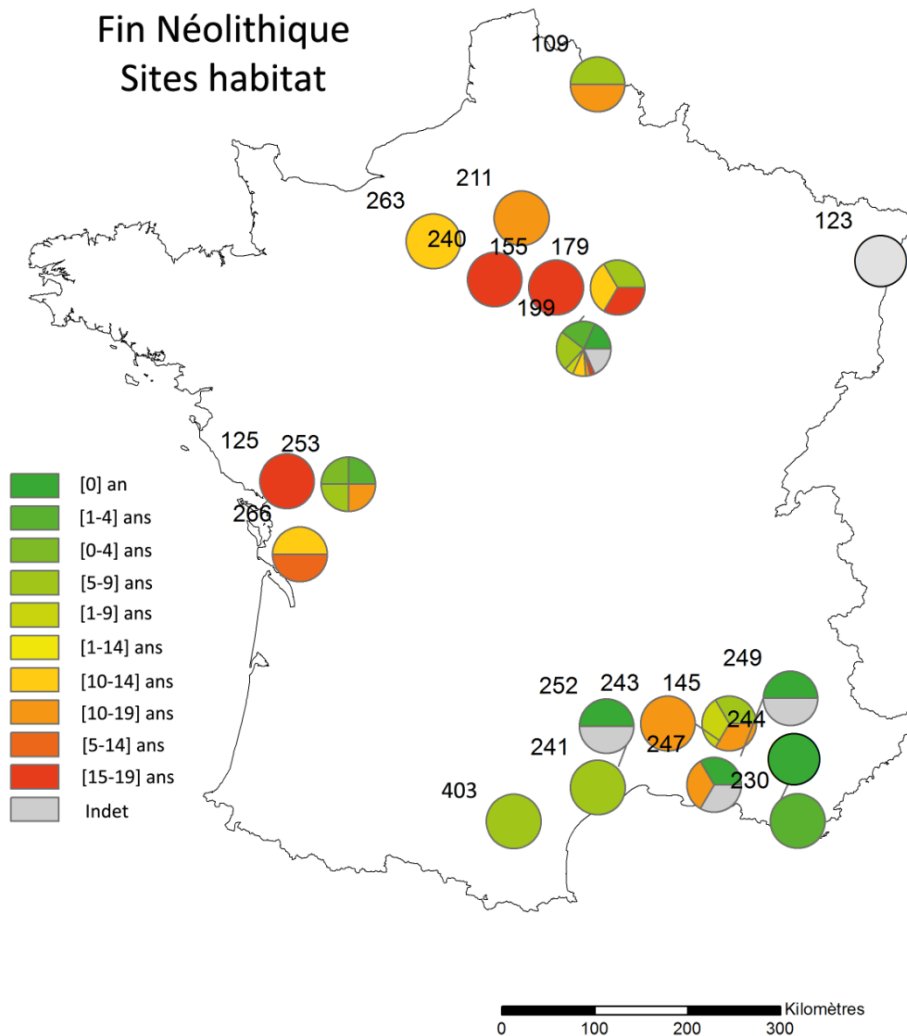 Fin Néolithique
Sites habitat
109
211
263
123
240
155
179
199
125
253
266
[0] an
[1-4] ans
[0-4] ans
[5-9] ans
[1-9] ans
[1-14] ans
[10-14] ans
[10-19] ans
[5-14] ans
[15-19] ans
Indet
249
252
243
145
244
241
247
230
403
Kilomètres
0 100 200 300